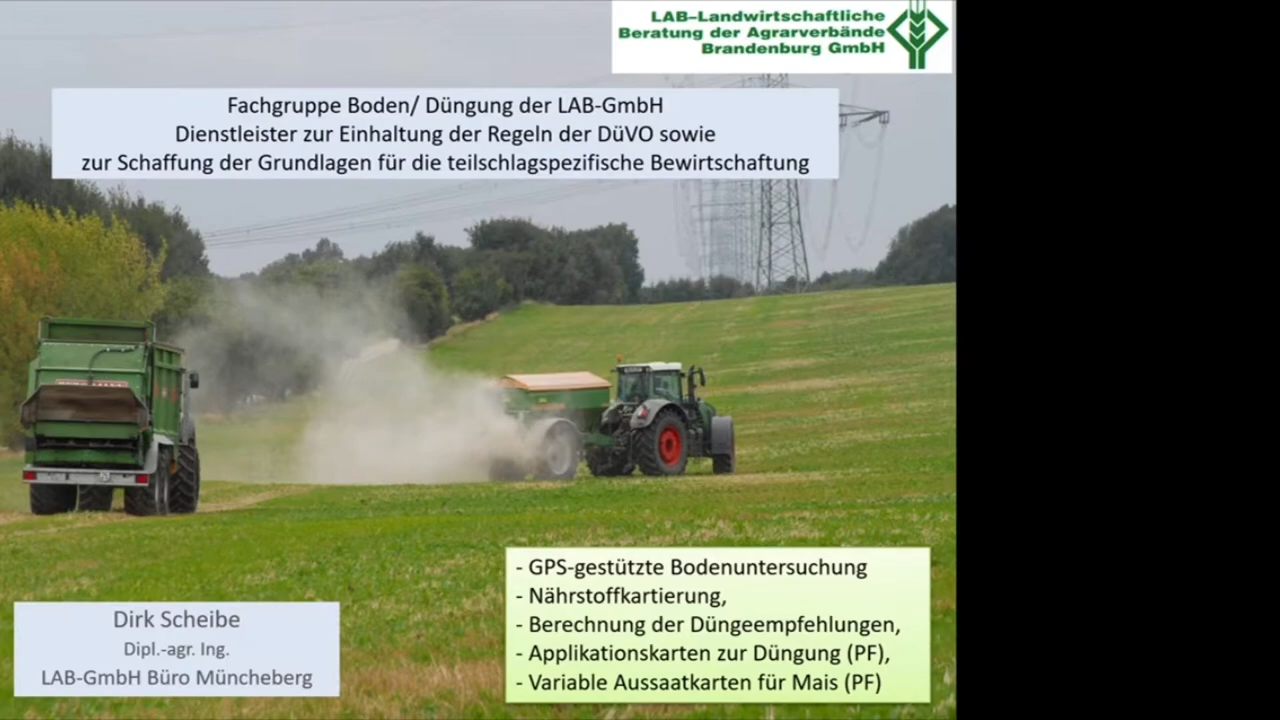 LAB–Landwirtschaftliche
Beratung der Agrarverbände
Brandenburg GmbH
Fachgruppe Boden/ Düngung der LAB-GmbH
Dienstleister zur Einhaltung der Regeln der DüVO sowie
zur Schaffung der Grundlagen für die teilschlagspezifische Bewirtschaftung
- GPS-gestützte Bodenuntersuchung
- Nährstoffkartierung,
- Berechnung der Düngeempfehlungen,
- Applikationskarten zur Düngung (PF),
- Variable Aussaatkarten für Mais (PF)
Dirk Scheibe
Dipl.-agr. Ing.
LAB-GmbH Büro Müncheberg